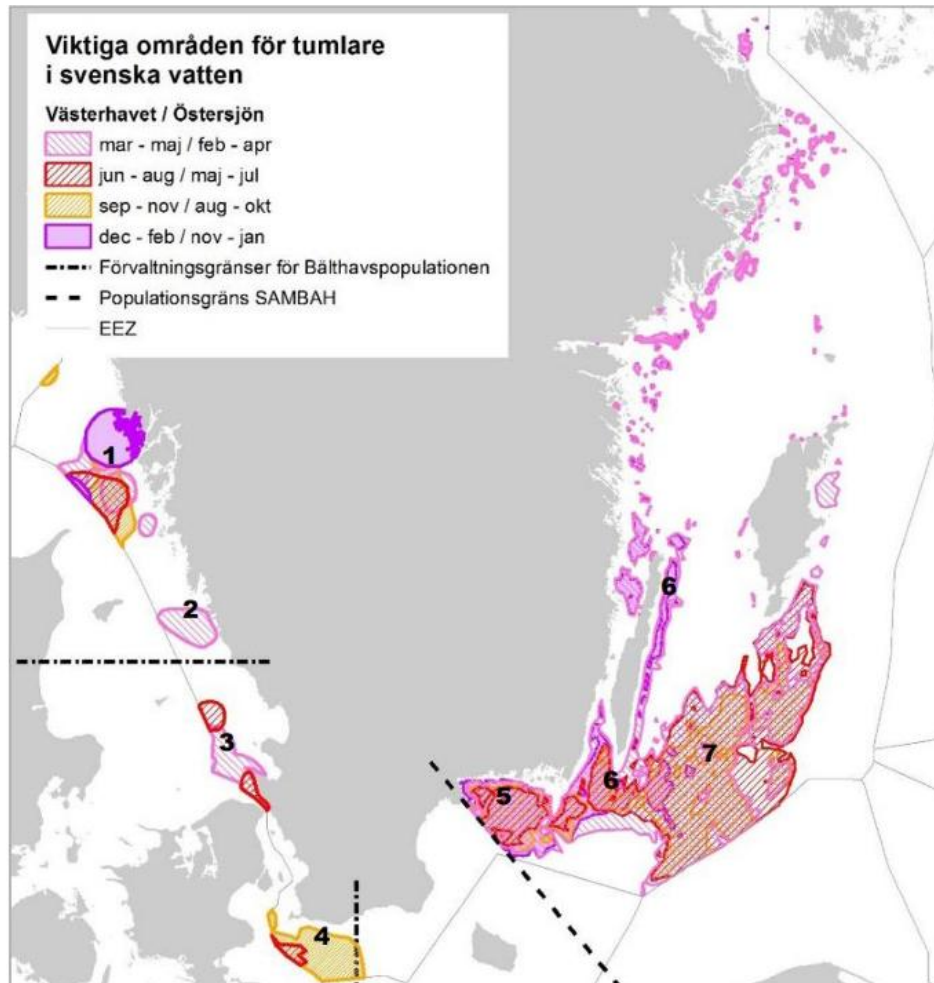 Viktiga områden för tumlare
i svenska vatten
Västerhavet / Östersjön
mar - maj / feb - apr
jun - aug / maj - jul
sep - nov / aug - okt
dec - feb / nov - jan
Förvaltningsgränser för Bälthavspopulationen
Populationsgräns SAMBAH
EEZ
1
2
6
3
7
6
5
4